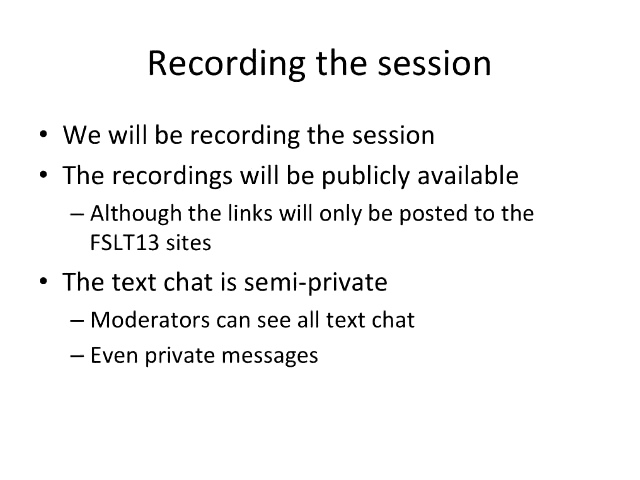 Recording the session
• We will be recording the session
• The recordings will be publicly available
– Although the links will only be posted to the
FSLT13 sites
• The text chat is semi-private
– Moderators can see all text chat
– Even private messages